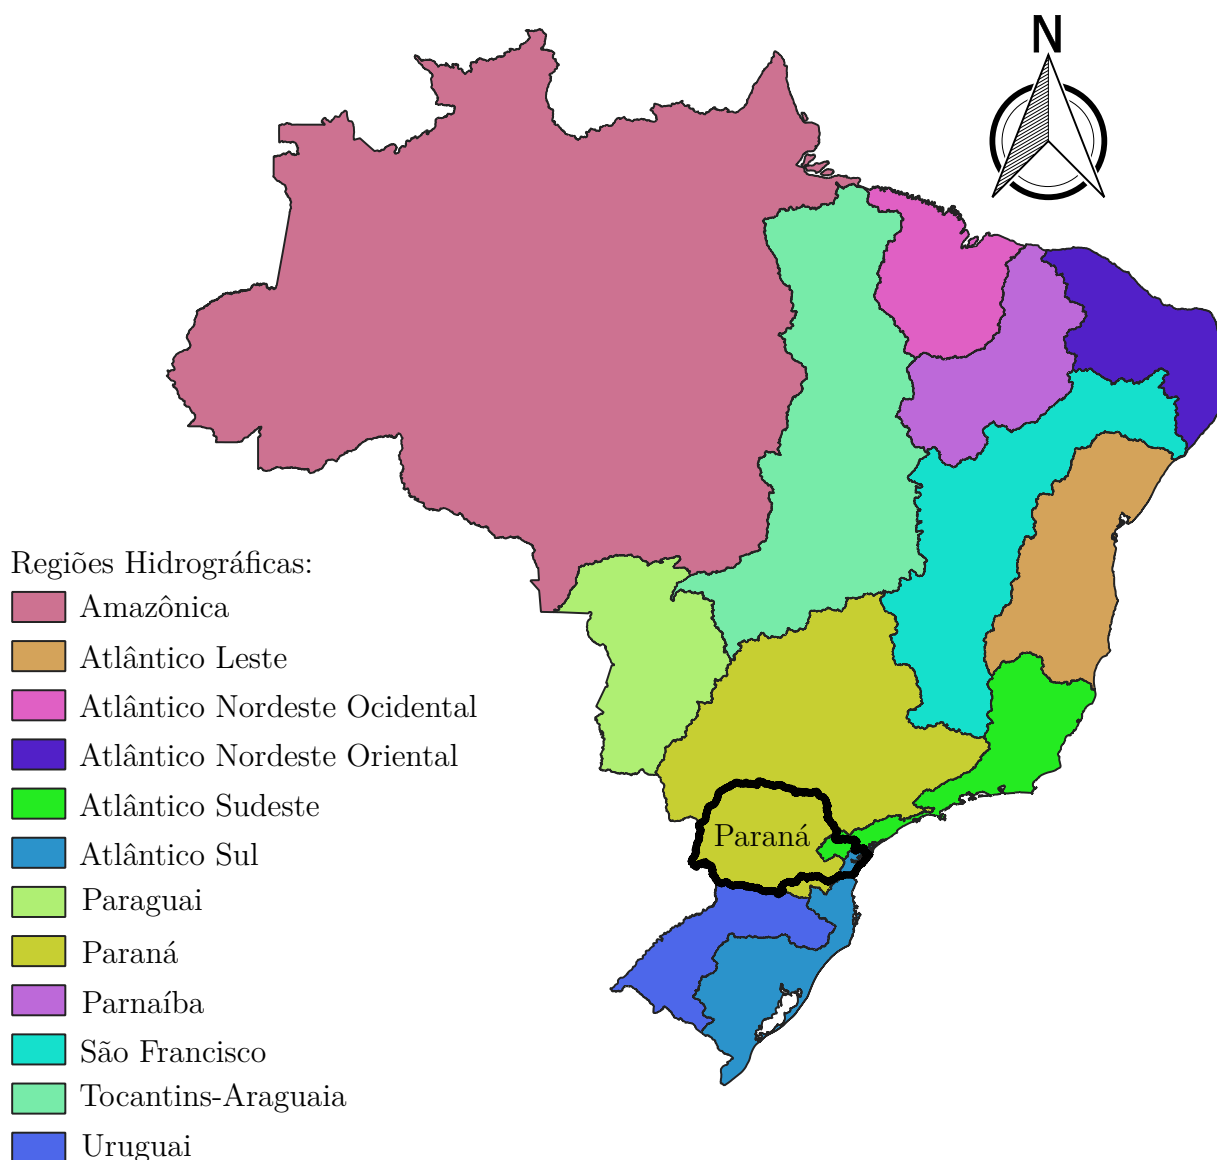 N
Paraná
Regiões Hidrográficas:
Amazônica
Atlântico Leste
Atlântico Nordeste Ocidental
Atlântico Nordeste Oriental
Atlântico Sudeste
Atlântico Sul
Paraguai
Paraná
Parnaíba
São Francisco
Tocantins-Araguaia
Uruguai